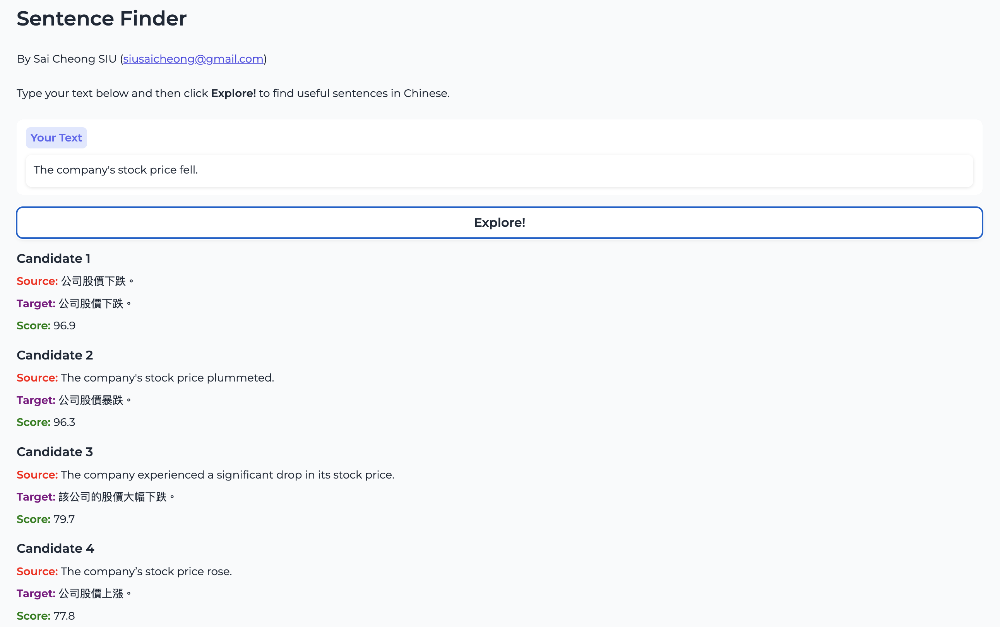 Sentence Finder
By Sai Cheong SIU (siusaicheong@gmail.com)
Type your text below and then click Explore! to find useful sentences in Chinese.
Your Text
The company's stock price fell.
Explore!
Candidate 1
Source: 公司股價下跌。
Target: 公司股價下跌。
Score: 96.9
Candidate 2
Source: The company's stock price plummeted.
Target: 公司股價暴跌。
Score: 96.3
Candidate 3
Source: The company experienced a significant drop in its stock price.
Target: 該公司的股價大幅下跌。
Score: 79.7
Candidate 4
Source: The company’s stock price rose.
Target: 公司股價上漲。
Score: 77.8